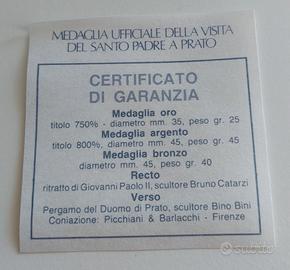 MEDAGLIA UFFICIALE DELLA VISITA
DEL SANTO PADRE A PRATO
CERTIFICATO
DI GARANZIA
Medaglia oro
titolo 750% - diametro mm. 35, peso gr. 25
Medaglia argento
titolo 800%, diametro mm. 45, peso gr. 45
Medaglia bronzo
diametro mm. 45, peso gr. 40
Recto
ritratto di Giovanni Paolo II, scultore Bruno Catarzi
Verso
Pergamo del Duomo di Prato, scultore Bino Bini
Coniazione: Picchiani & Barlacchi - Firenze
subito.it